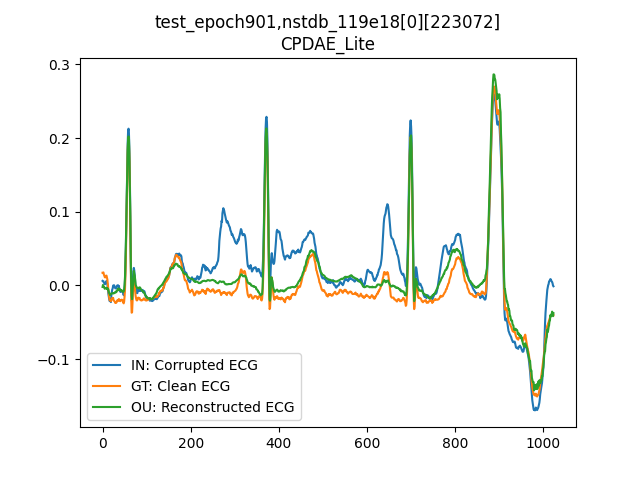 test_epoch901,nstdb_119e18[0][223072]
CPDAE_Lite
0.3
0.2
0.1
0.0
−0.1
IN: Corrupted ECG
GT: Clean ECG
OU: Reconstructed ECG
0 200 400 600 800 1000